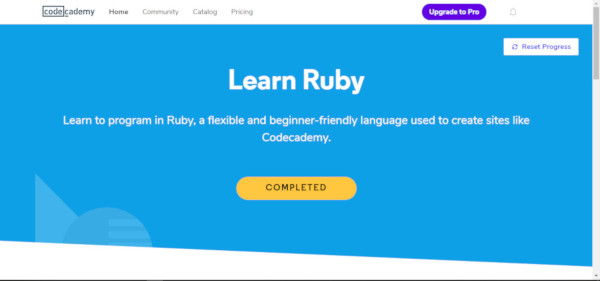 codecademy Home Community Catalog Pricing Upgrade to Pro
Reset Progress
Learn Ruby
Learn to program in Ruby, a flexible and beginner-friendly language used to create sites like
Codecademy.
COMPLETED